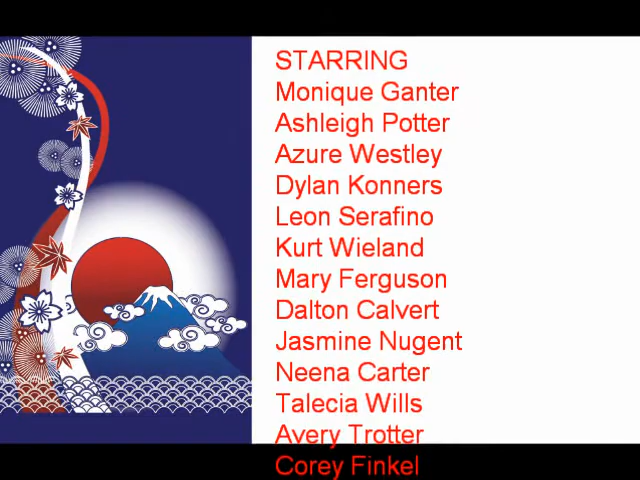 STARRING
Monique Ganter
Ashleigh Potter
Azure Westley
Dylan Konners
Leon Serafino
Kurt Wieland
Mary Ferguson
Dalton Calvert
Jasmine Nugent
Neena Carter
Talecia Wills
Avery Trotter
Corey Finkel